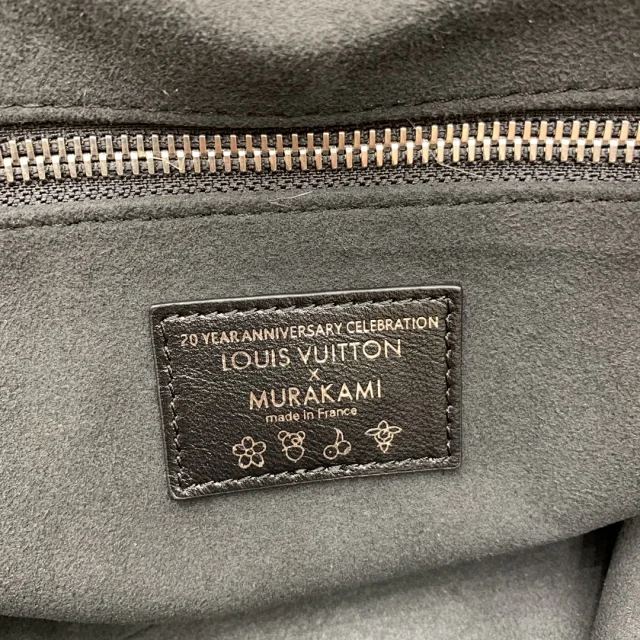 20 YEAR ANNIVERSARY CELEBRATION
LOUIS VUITTON
x
MURAKAMI
made in France